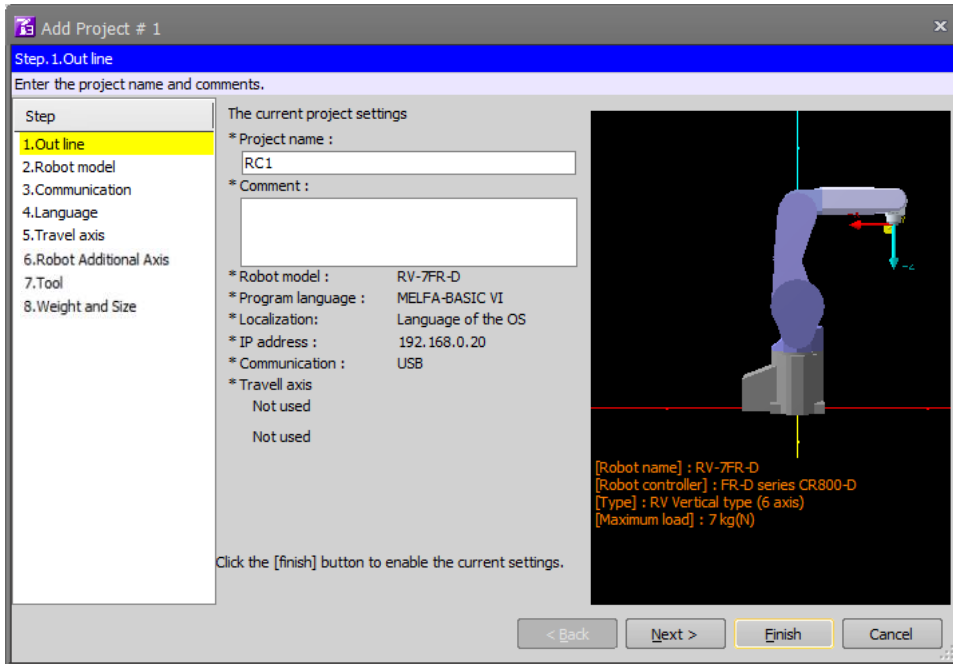 Add Project # 1
Step. 1.Out line
Enter the project name and comments.
Step
1.Out line
2.Robot model
3.Communication
4.Language
5.Travel axis
6.Robot Additional Axis
7.Tool
8.Weight and Size
The current project settings
* Project name :
RC1
* Comment :
* Robot model : RV-7FR-D
* Program language : MELFA-BASIC VI
* Localization: Language of the OS
* IP address : 192.168.0.20
* Communication : USB
* Travell axis
Not used
Not used
Click the [finish] button to enable the current settings.
[Robot name] : RV-7FR-D
[Robot controller] : FR-D series CR800-D
[Type] : RV Vertical type (6 axis)
[Maximum load] : 7 kg(N)
< Back
Next >
Finish
Cancel